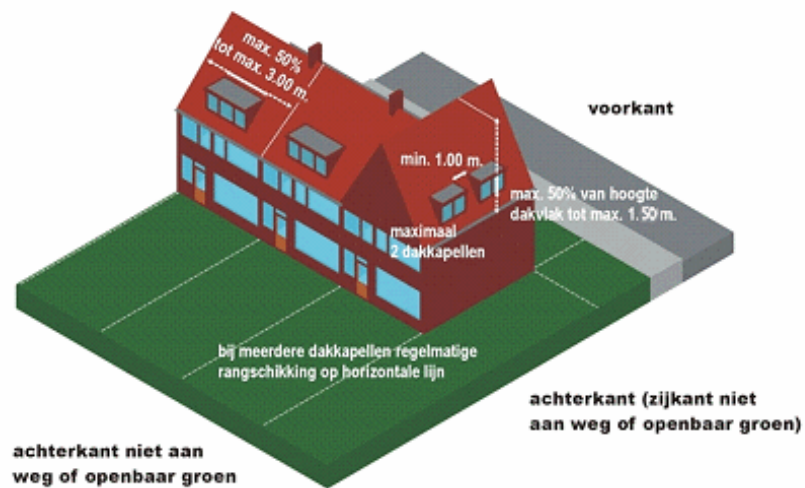 max. 50%
tot max. 3.00 m.
voorkant
min. 1.00 m.
max. 50% van hoogte
dakvlak tot max. 1.50 m.
maximaal
2 dakkapellen
bij meerdere dakkapellen regelmatige
rangschikking op horizontale lijn
achterkant (zijkant niet
aan weg of openbaar groen)
achterkant niet aan
weg of openbaar groen